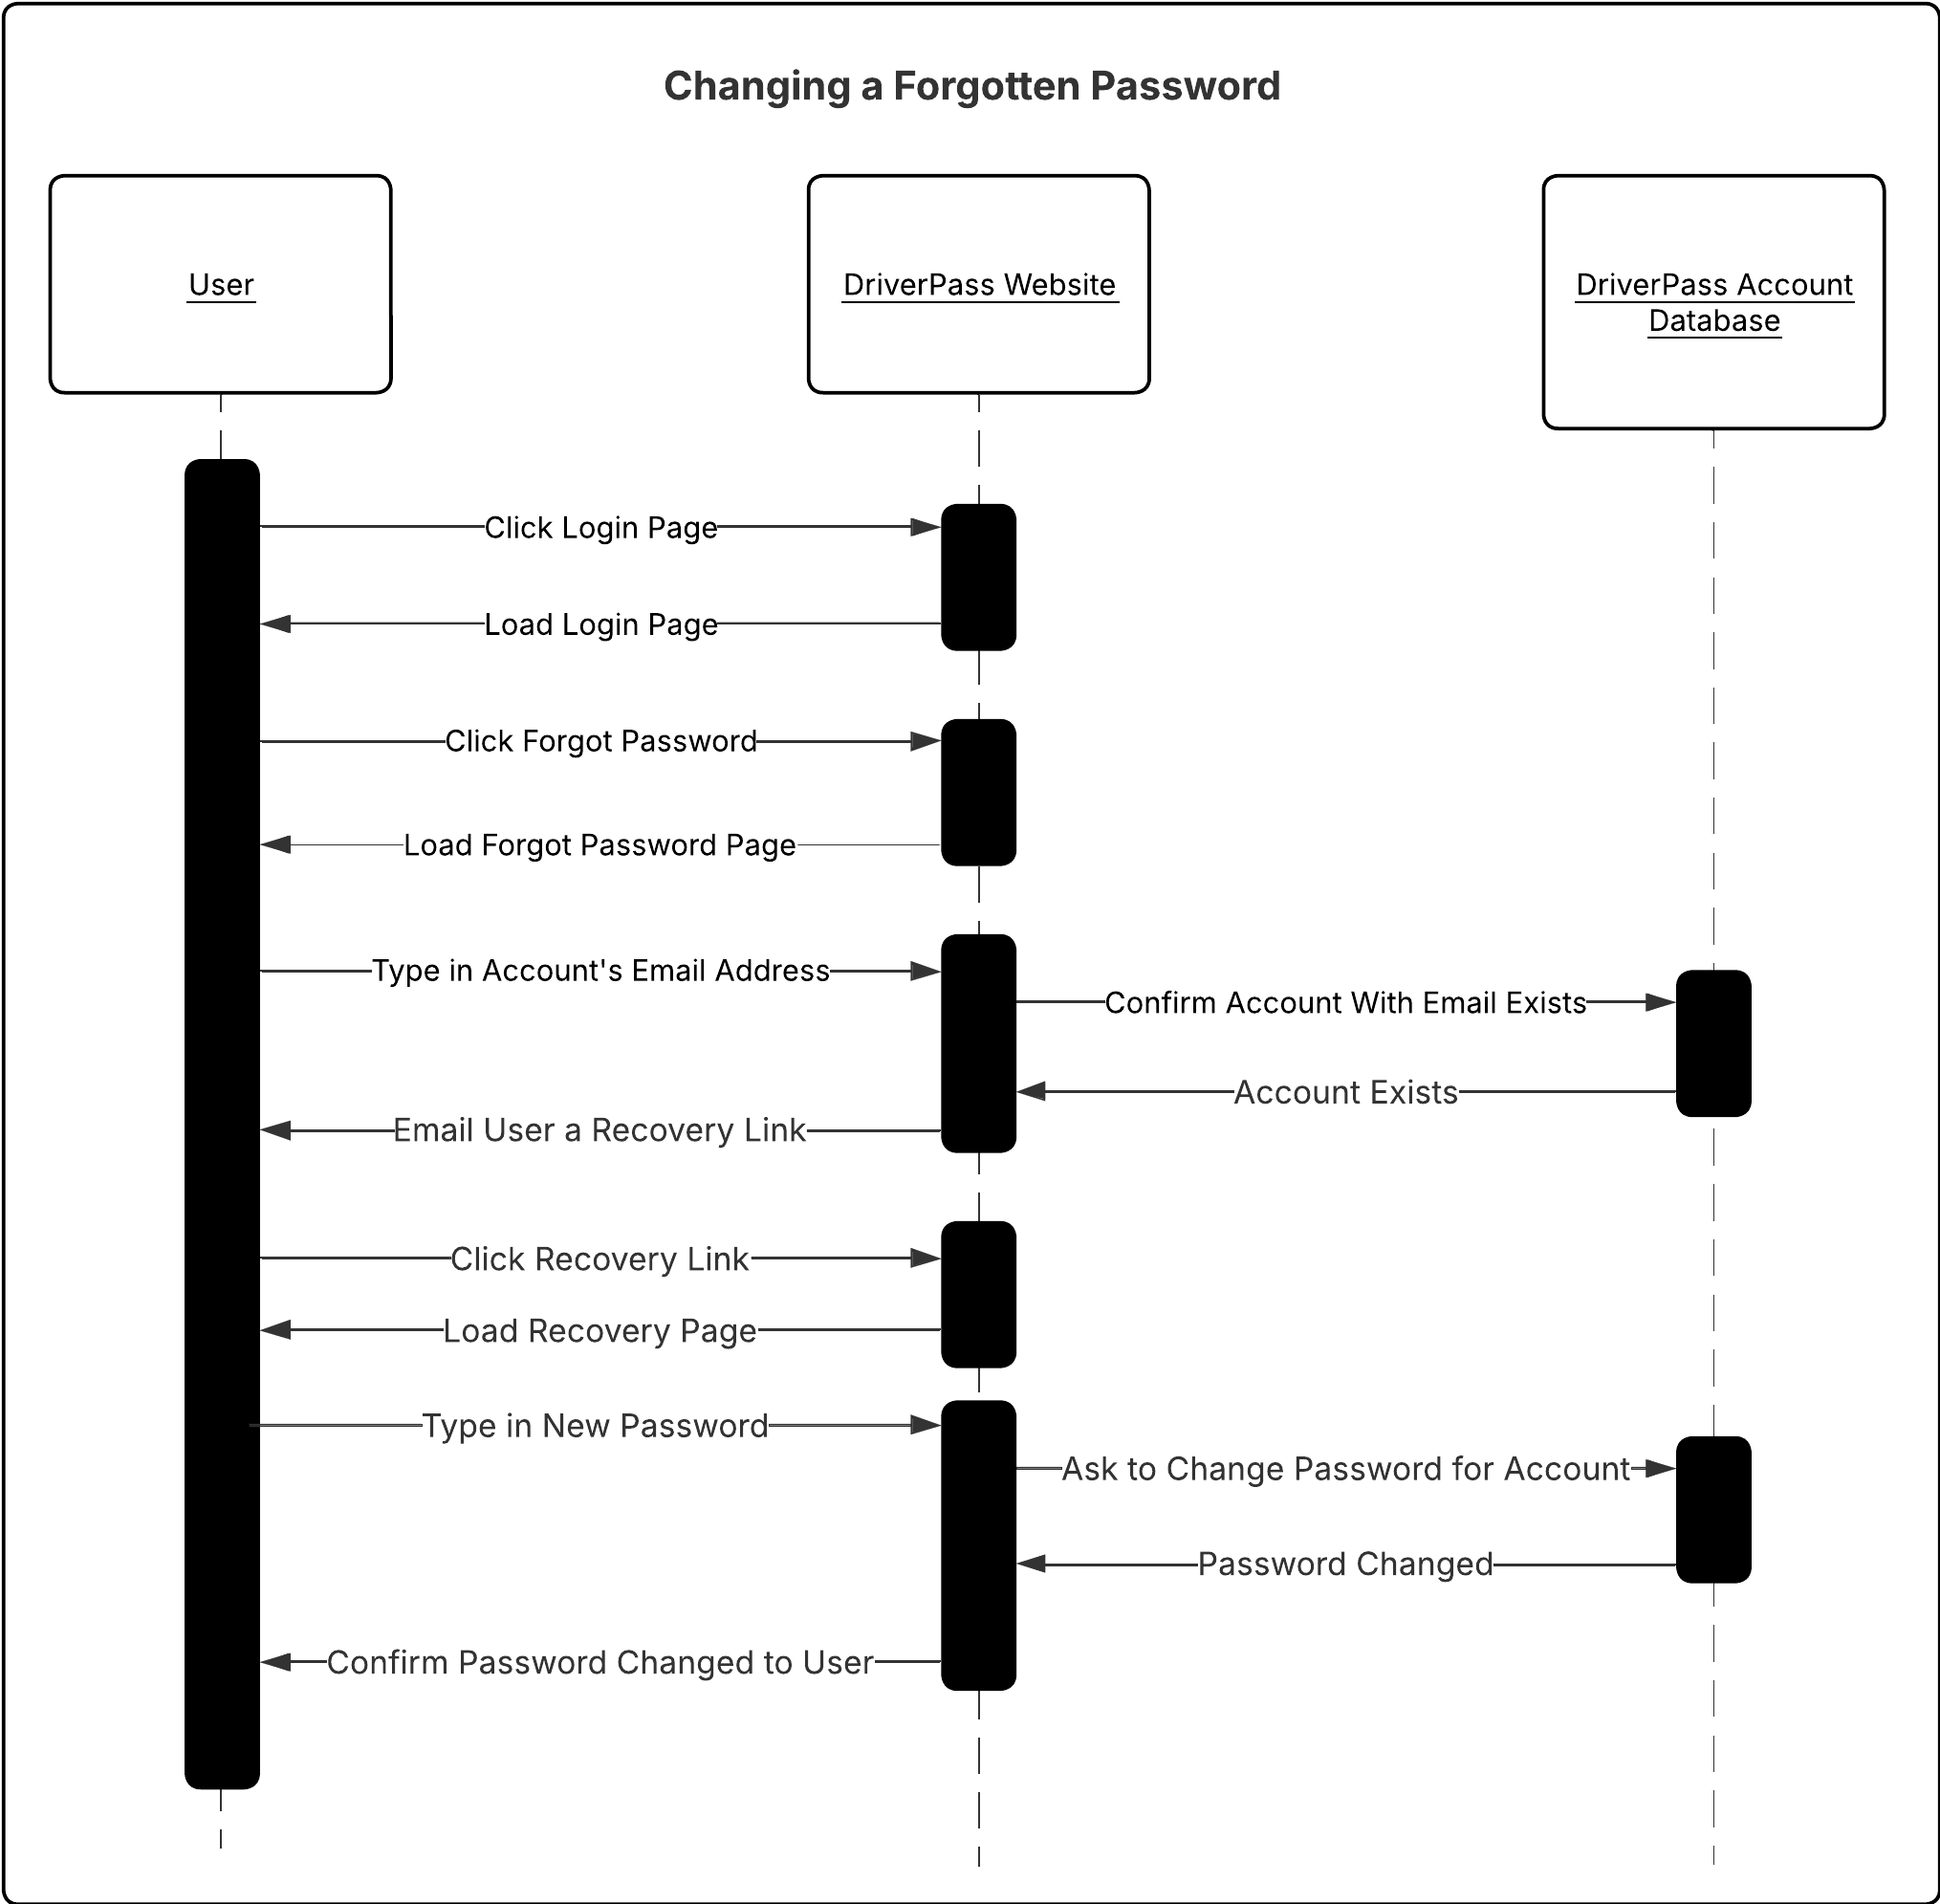 Changing a Forgotten Password
User
DriverPass Website
DriverPass Account
Database
Click Login Page
Load Login Page
Click Forgot Password
Load Forgot Password Page
Type in Account's Email Address
Confirm Account With Email Exists
Account Exists
Email User a Recovery Link
Click Recovery Link
Load Recovery Page
Type in New Password
Ask to Change Password for Account
Password Changed
Confirm Password Changed to User